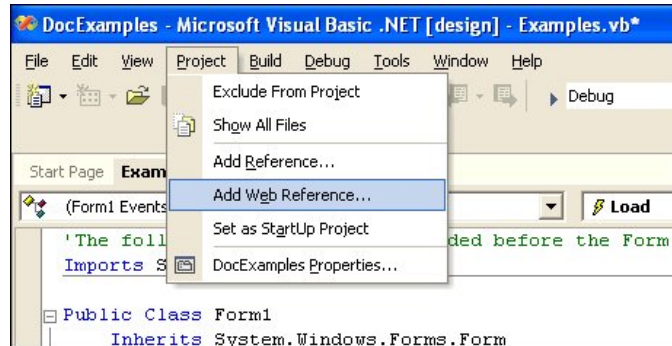 DocExamples - Microsoft Visual Basic .NET [design] - Examples.vb*
File Edit View Project Build Debug Tools Window Help
Debug
Exclude From Project
Show All Files
Add Reference...
Add Web Reference...
Set as StartUp Project
DocExamples Properties...
Start Page Exam
(Form1 Events Load
'The foll ded before the Form
Imports S
Public Class Form1
Inherits System.Windows.Forms.Form